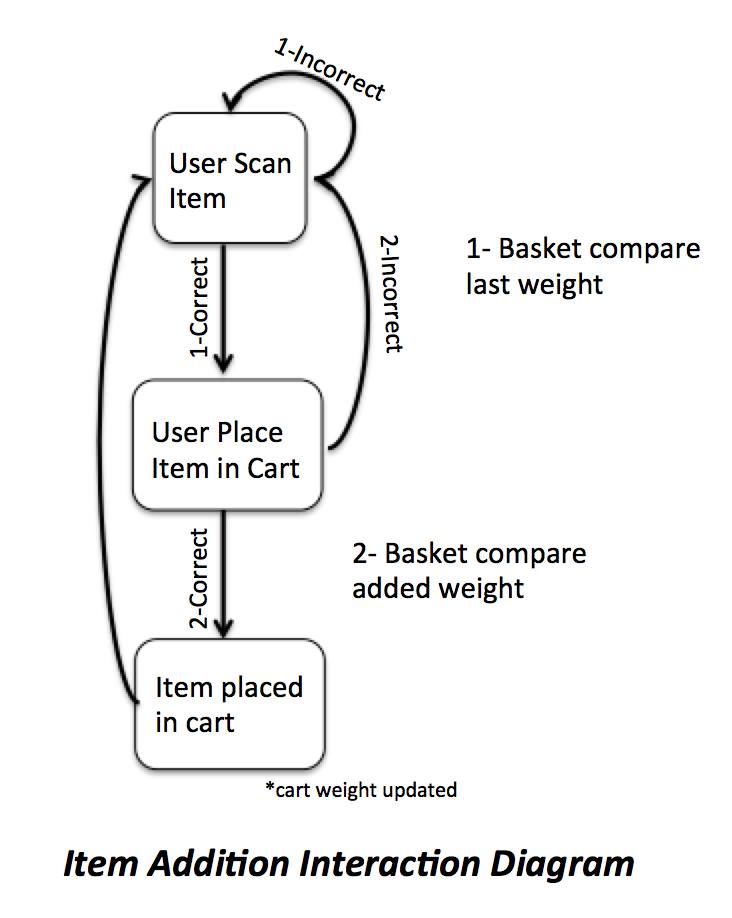 1-Incorrect
User Scan
Item
2-Incorrect
1- Basket compare
last weight
1-Correct
User Place
Item in Cart
2-Correct
2- Basket compare
added weight
Item placed
in cart
*cart weight updated
Item Addition Interaction Diagram